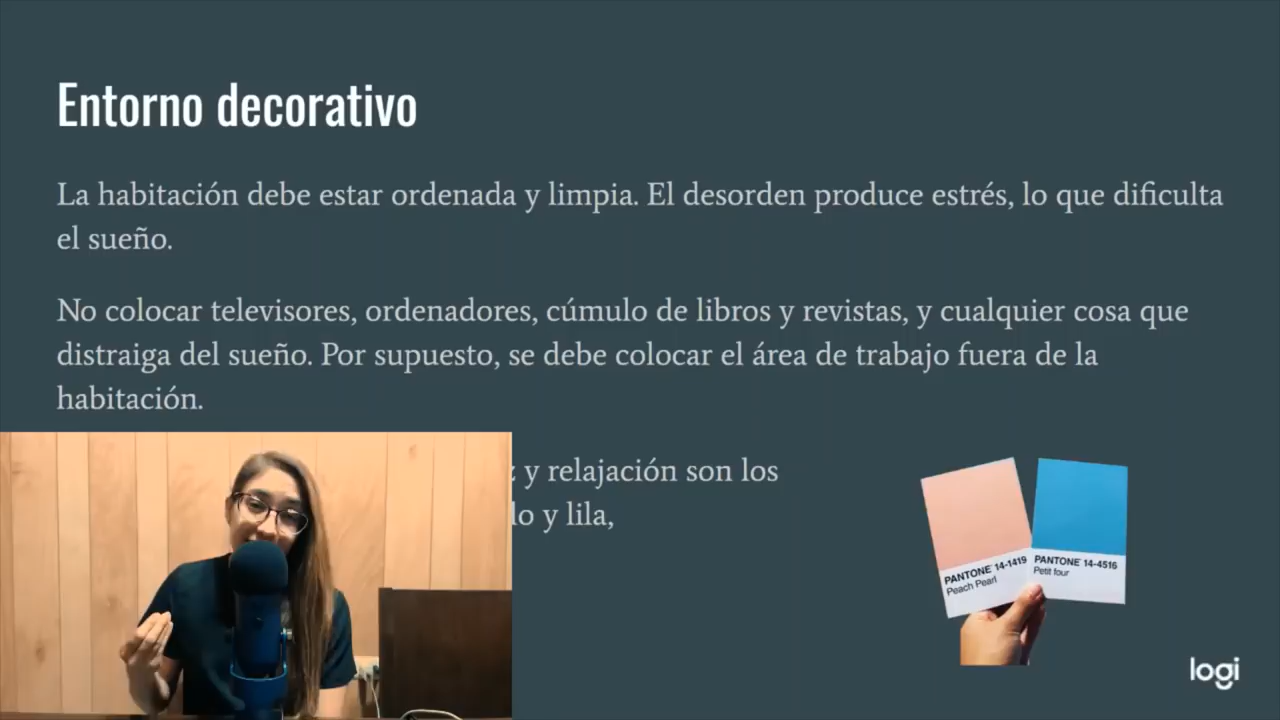 Entorno decorativo
La habitación debe estar ordenada y limpia. El desorden produce estrés, lo que dificulta
el sueño.
No colocar televisores, ordenadores, cúmulo de libros y revistas, y cualquier cosa que
distraiga del sueño. Por supuesto, se debe colocar el área de trabajo fuera de la
habitación.
y relajación son los
y lila,
PANTONE 14-1419
Peach Pearl
PANTONE 14-4516
Petit four
logi